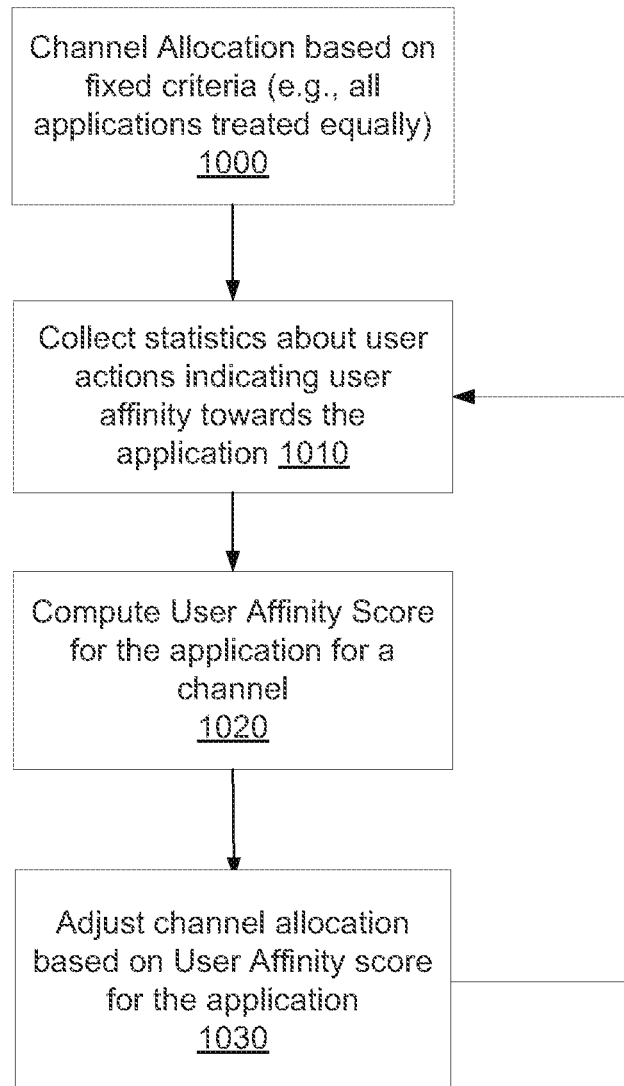 Channel Allocation based on
fixed criteria (e.g., all
applications treated equally)
1000
Collect statistics about user
actions indicating user
affinity towards the
application 1010
Compute User Affinity Score
for the application for a
channel
1020
Adjust channel allocation
based on User Affinity score
for the application
1030